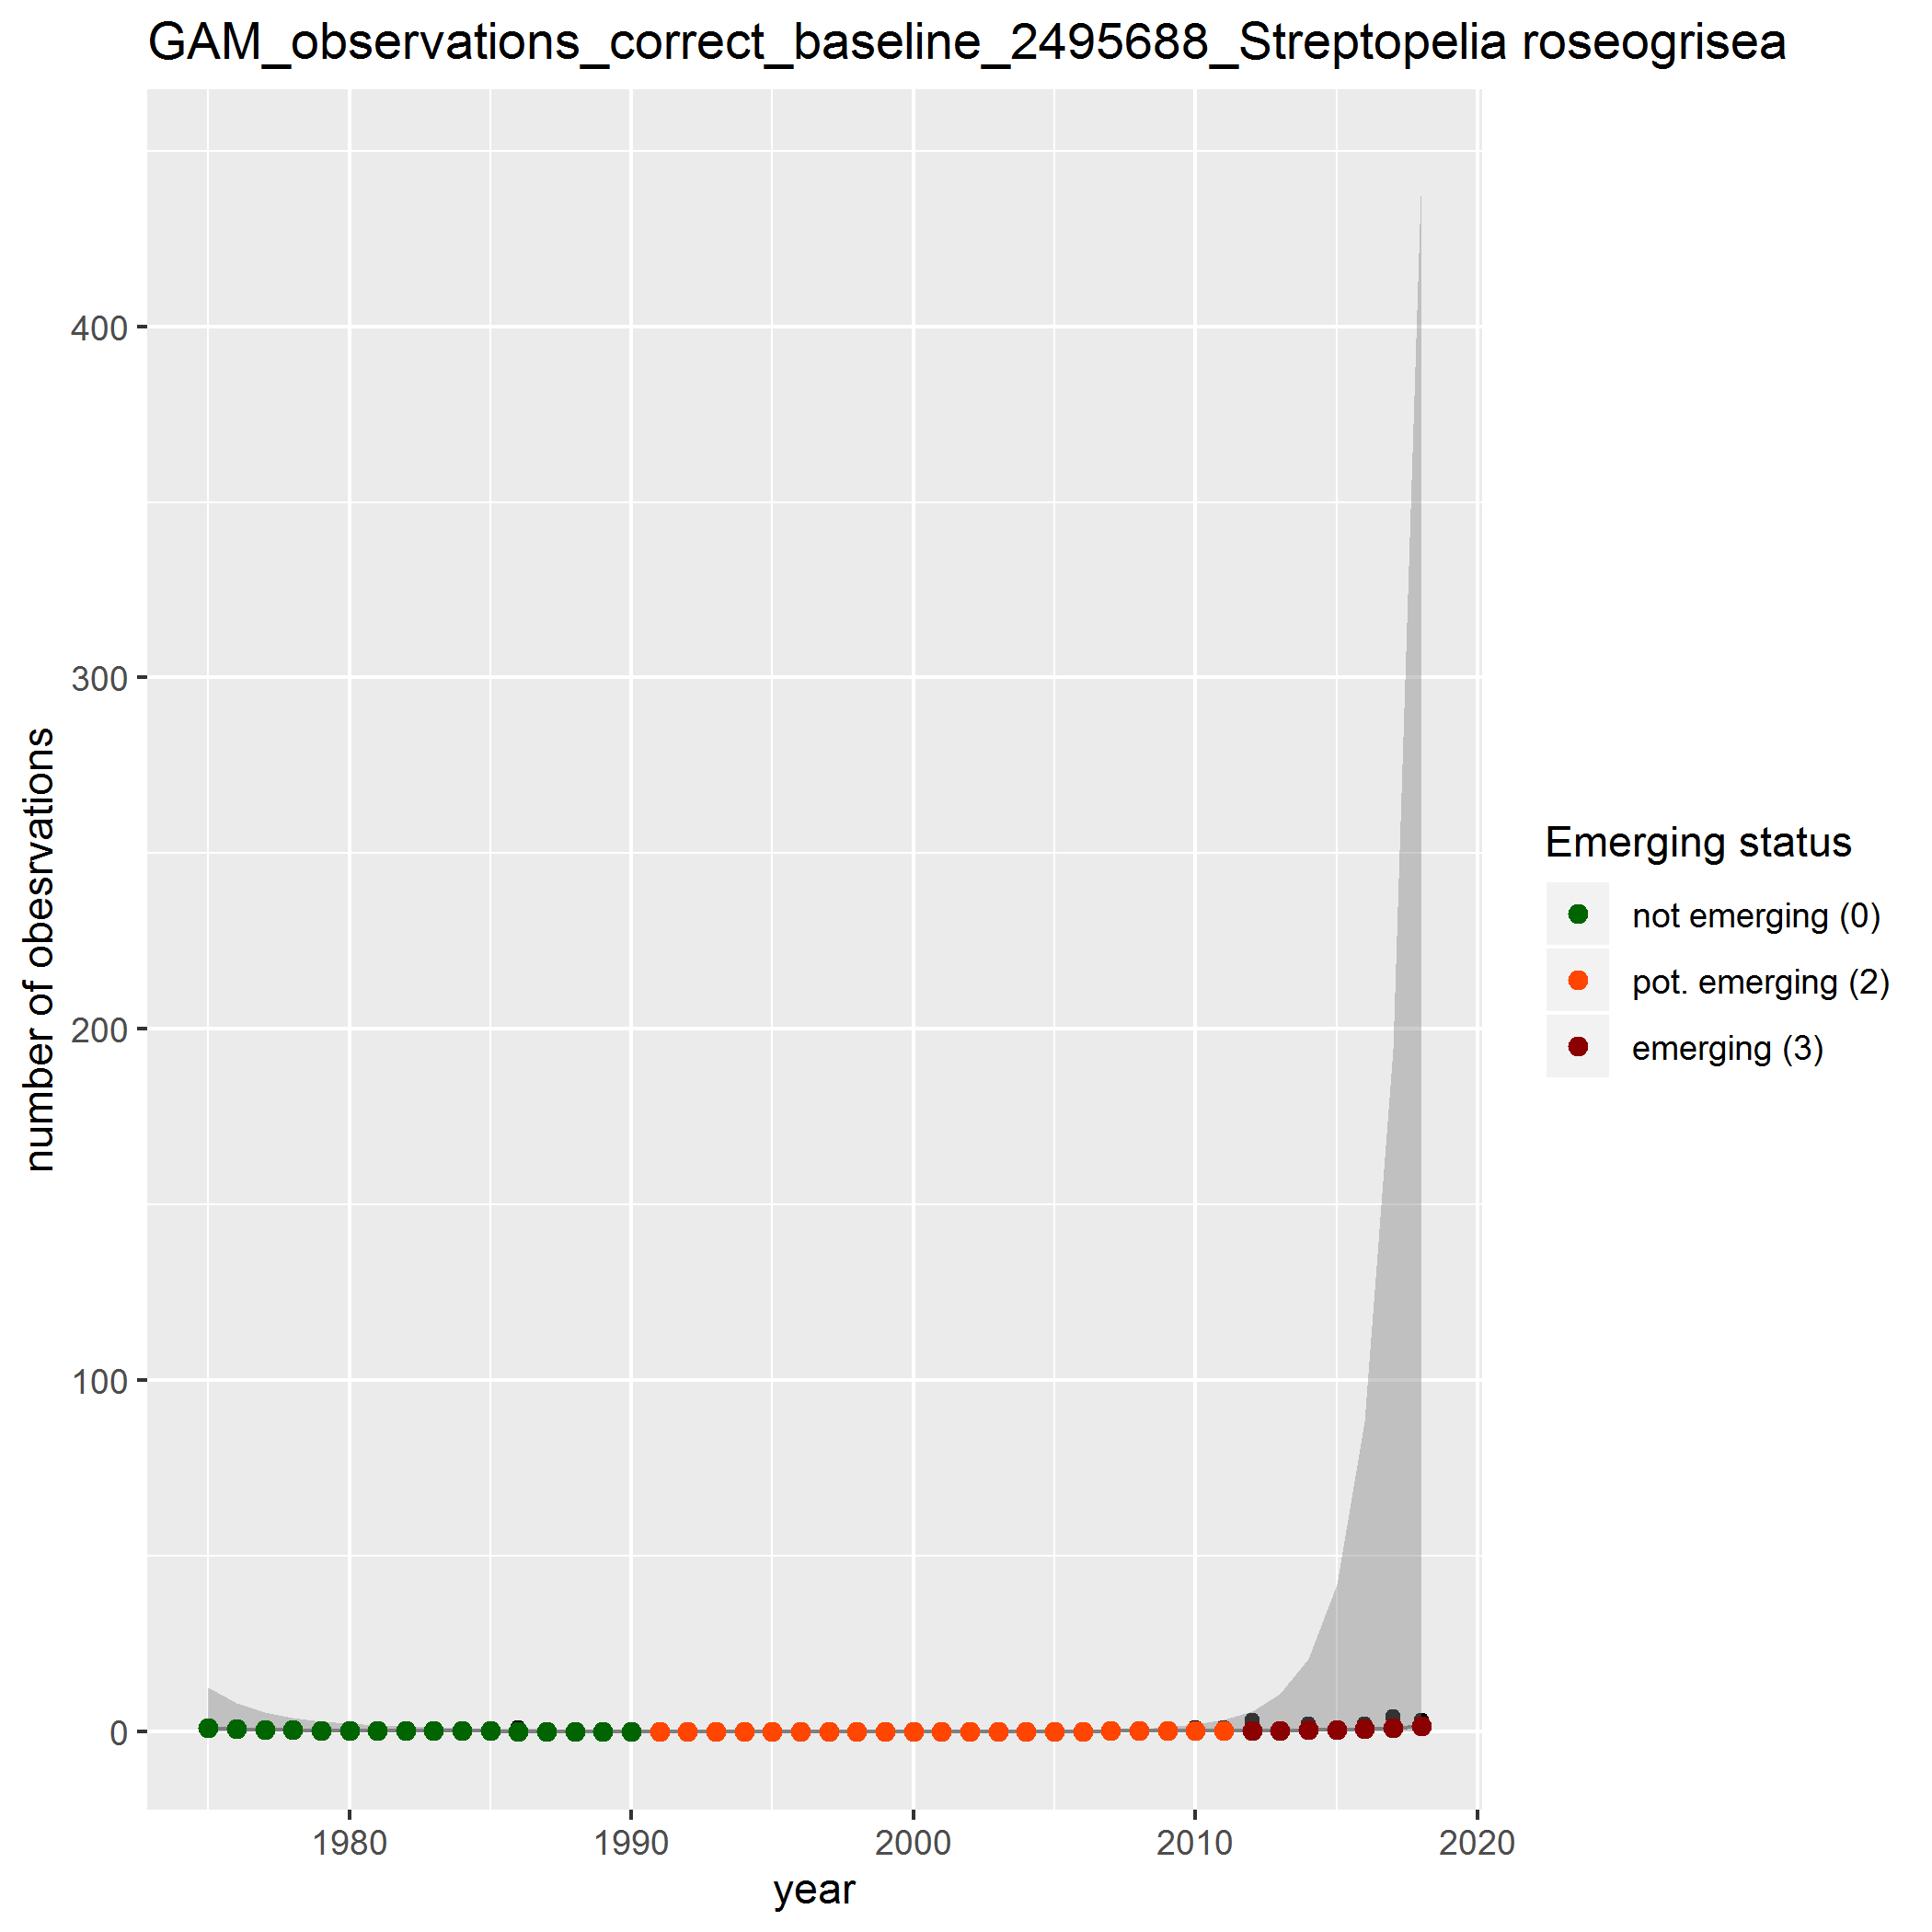 GAM_observations_correct_baseline_2495688_Streptopelia roseogrisea
number of obesrvations
400
300
200
100
0
1980
1990
2000
2010
2020
year
Emerging status
not emerging (0)
pot. emerging (2)
emerging (3)